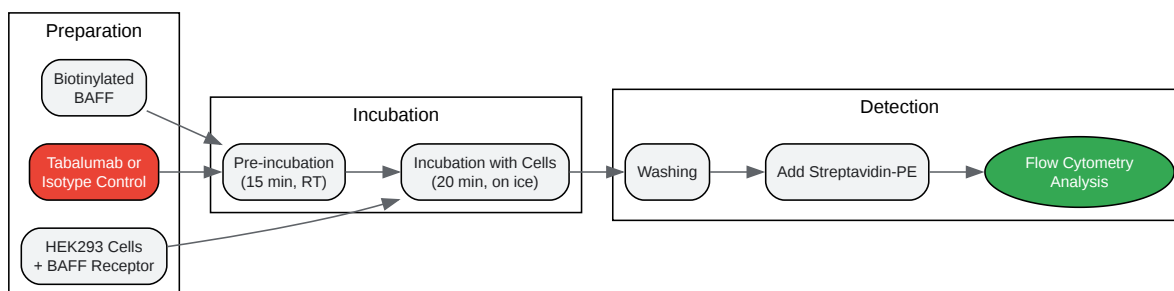 Preparation
Biotinylated
BAFF
Tabalumab or
Isotype Control
HEK293 Cells
+ BAFF Receptor
Incubation
Pre-incubation
(15 min, RT)
Incubation with Cells
(20 min, on ice)
Detection
Washing
Add Streptavidin-PE
Flow Cytometry
Analysis